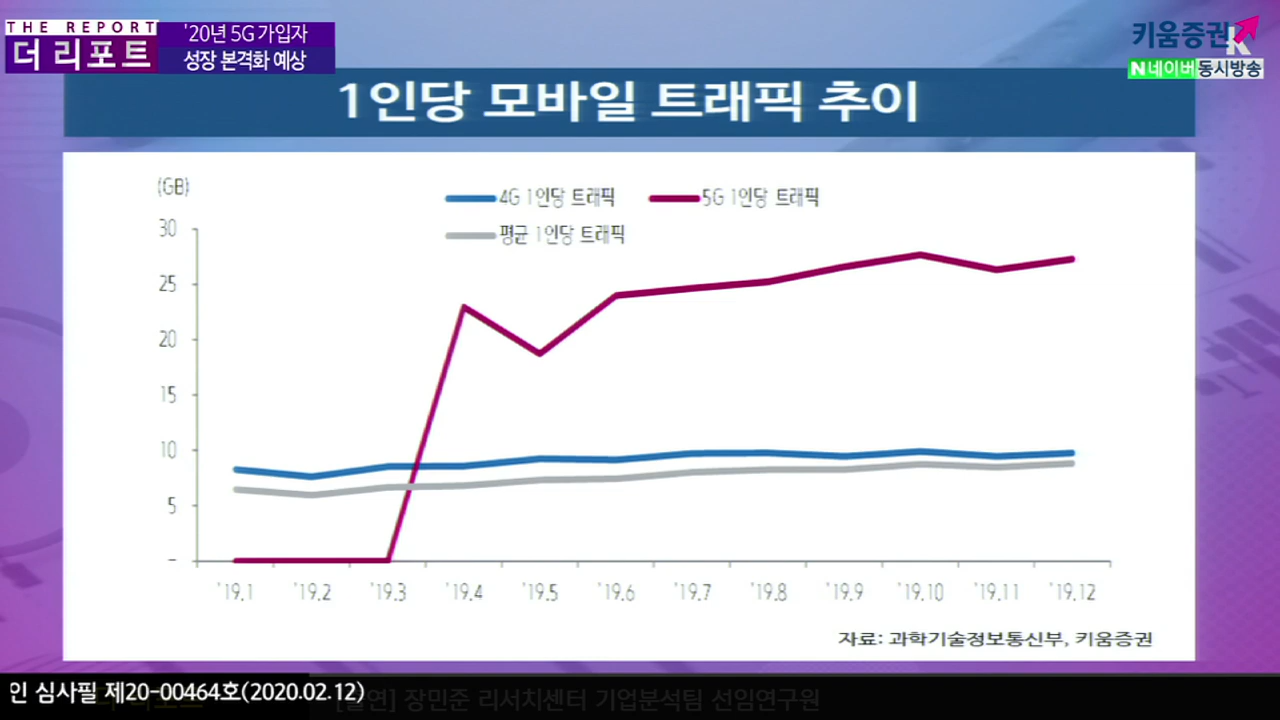 THE REPORT
더 리포트
'20년 5G 가입자
성장 본격화 예상
키움증권
K
N 네이버 동시방송
1인당 모바일 트래픽 추이
(GB)
4G 1인당 트래픽
5G 1인당 트래픽
평균 1인당 트래픽
30
25
20
15
10
5
-
'19.1 '19.2 '19.3 '19.4 '19.5 '19.6 '19.7 '19.8 '19.9 '19.10 '19.11 '19.12
자료: 과학기술정보통신부, 키움증권
인 심사필 제20-00464호(2020.02.12)
장민준 리서치센터 기업분석팀 선임연구원